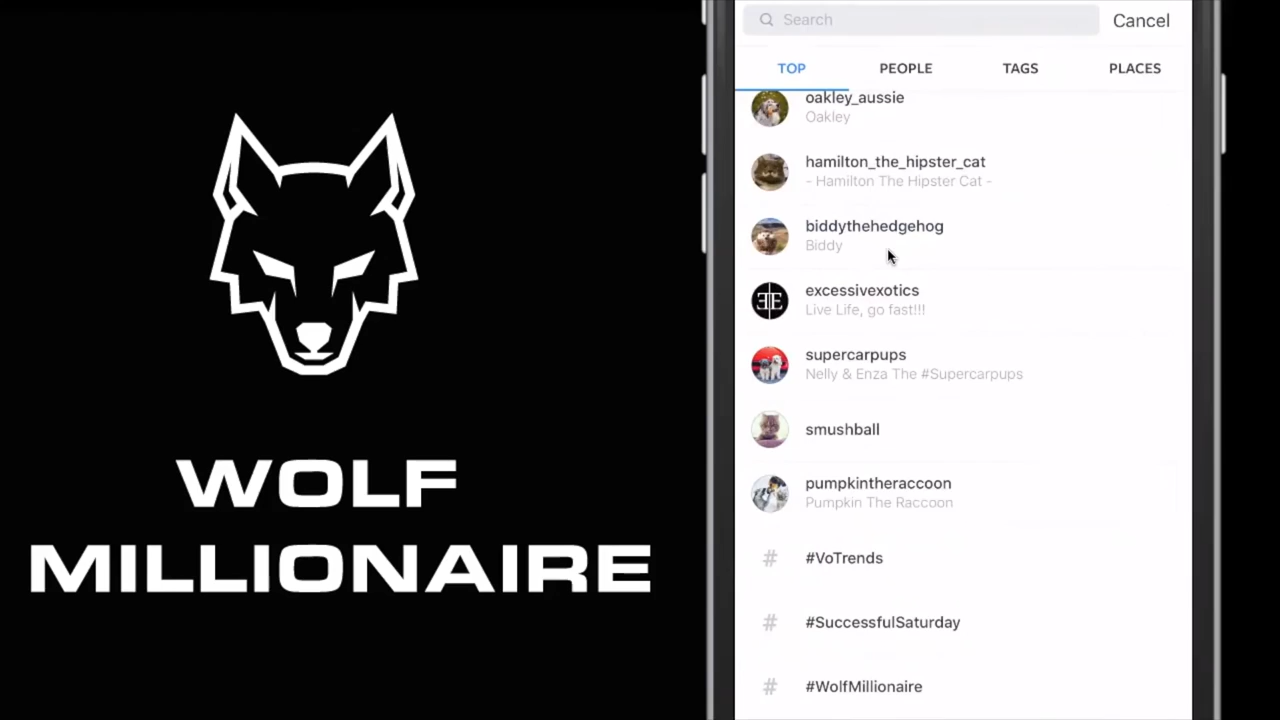 WOLF
MILLIONAIRE
Search
Cancel
TOP
PEOPLE
TAGS
PLACES
oakley_aussie
Oakley
hamilton_the_hipster_cat
- Hamilton The Hipster Cat -
biddythehedgehog
Biddy
excessivexotics
Live Life, go fast!!!
supercarpups
Nelly & Enza The #Supercarpups
smushball
pumpkintheraccoon
Pumpkin The Raccoon
# #VoTrends
# #SuccessfulSaturday
# #WolfMillionaire